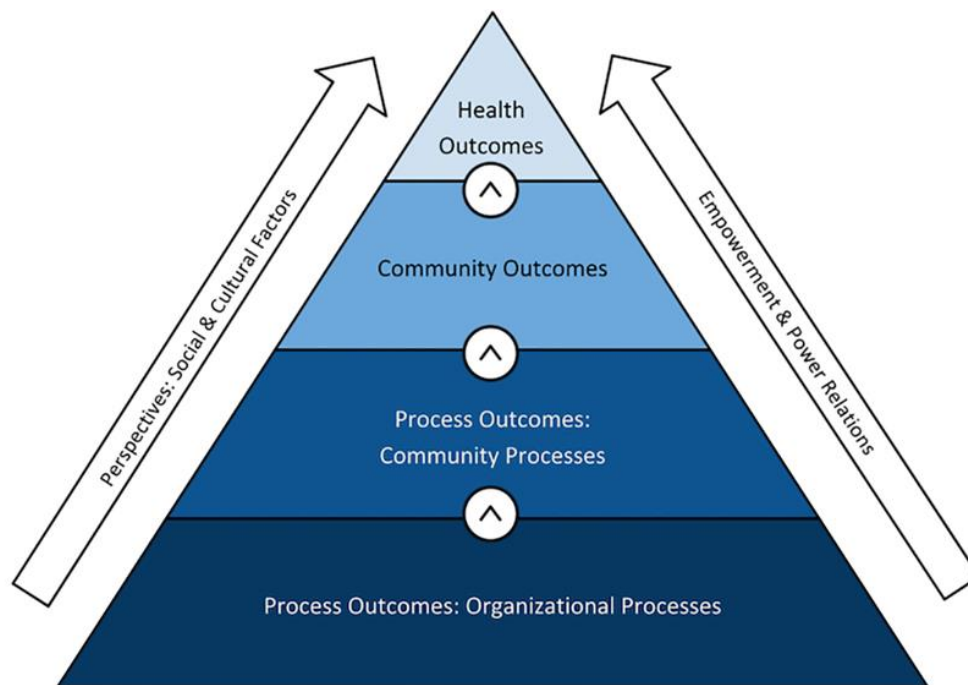 Health
Outcomes
Perspectives: Social & Cultural Factors
Empowerment & Power Relations
Community Outcomes
Process Outcomes:
Community Processes
Process Outcomes: Organizational Processes